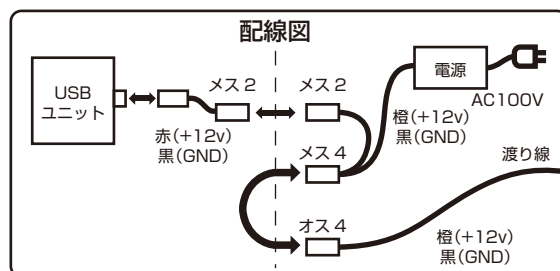 配線図
USB
ユニット
メス2
赤(+12v)
黒(GND)
メス2
メス4
オス4
橙(+12v)
黒(GND)
電源
AC100V
渡り線
橙(+12v)
黒(GND)